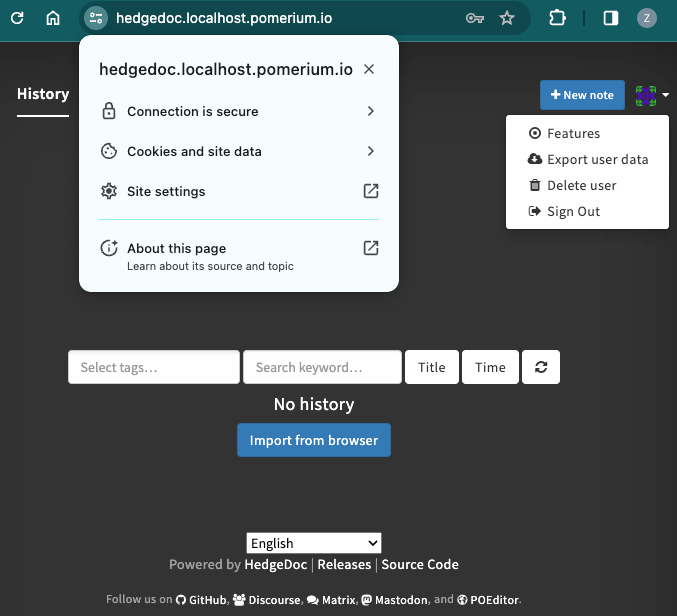 hedgedoc.localhost.pomerium.io
Z
hedgedoc.localhost.pomerium.io
Connection is secure
Cookies and site data
Site settings
About this page
Learn about its source and topic
History
New note
Features
Export user data
Delete user
Sign Out
Select tags…
Search keyword…
Title
Time
No history
Import from browser
English
Powered by HedgeDoc | Releases | Source Code
Follow us on GitHub, Discourse, Matrix, Mastodon, and POEditor.